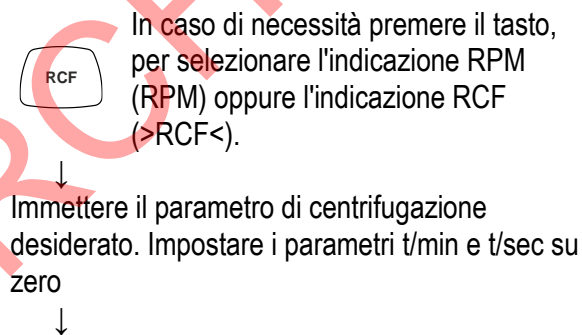 In caso di necessità premere il tasto,
per selezionare l'indicazione RPM
RCF
(RPM) oppure l'indicazione RCF
(>RCF<).
↓
Immettere il parametro di centrifugazione
desiderato. Impostare i parametri t/min e t/sec su
zero
↓